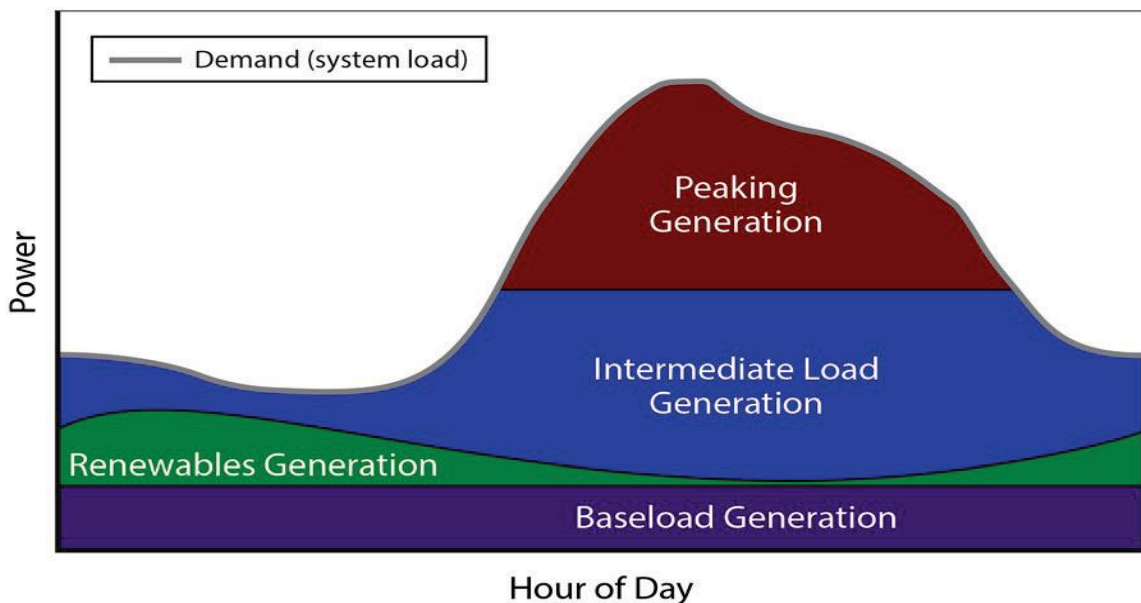 Demand (system load)
Peaking
Generation
Power
Intermediate Load
Generation
Renewables Generation
Baseload Generation
Hour of Day